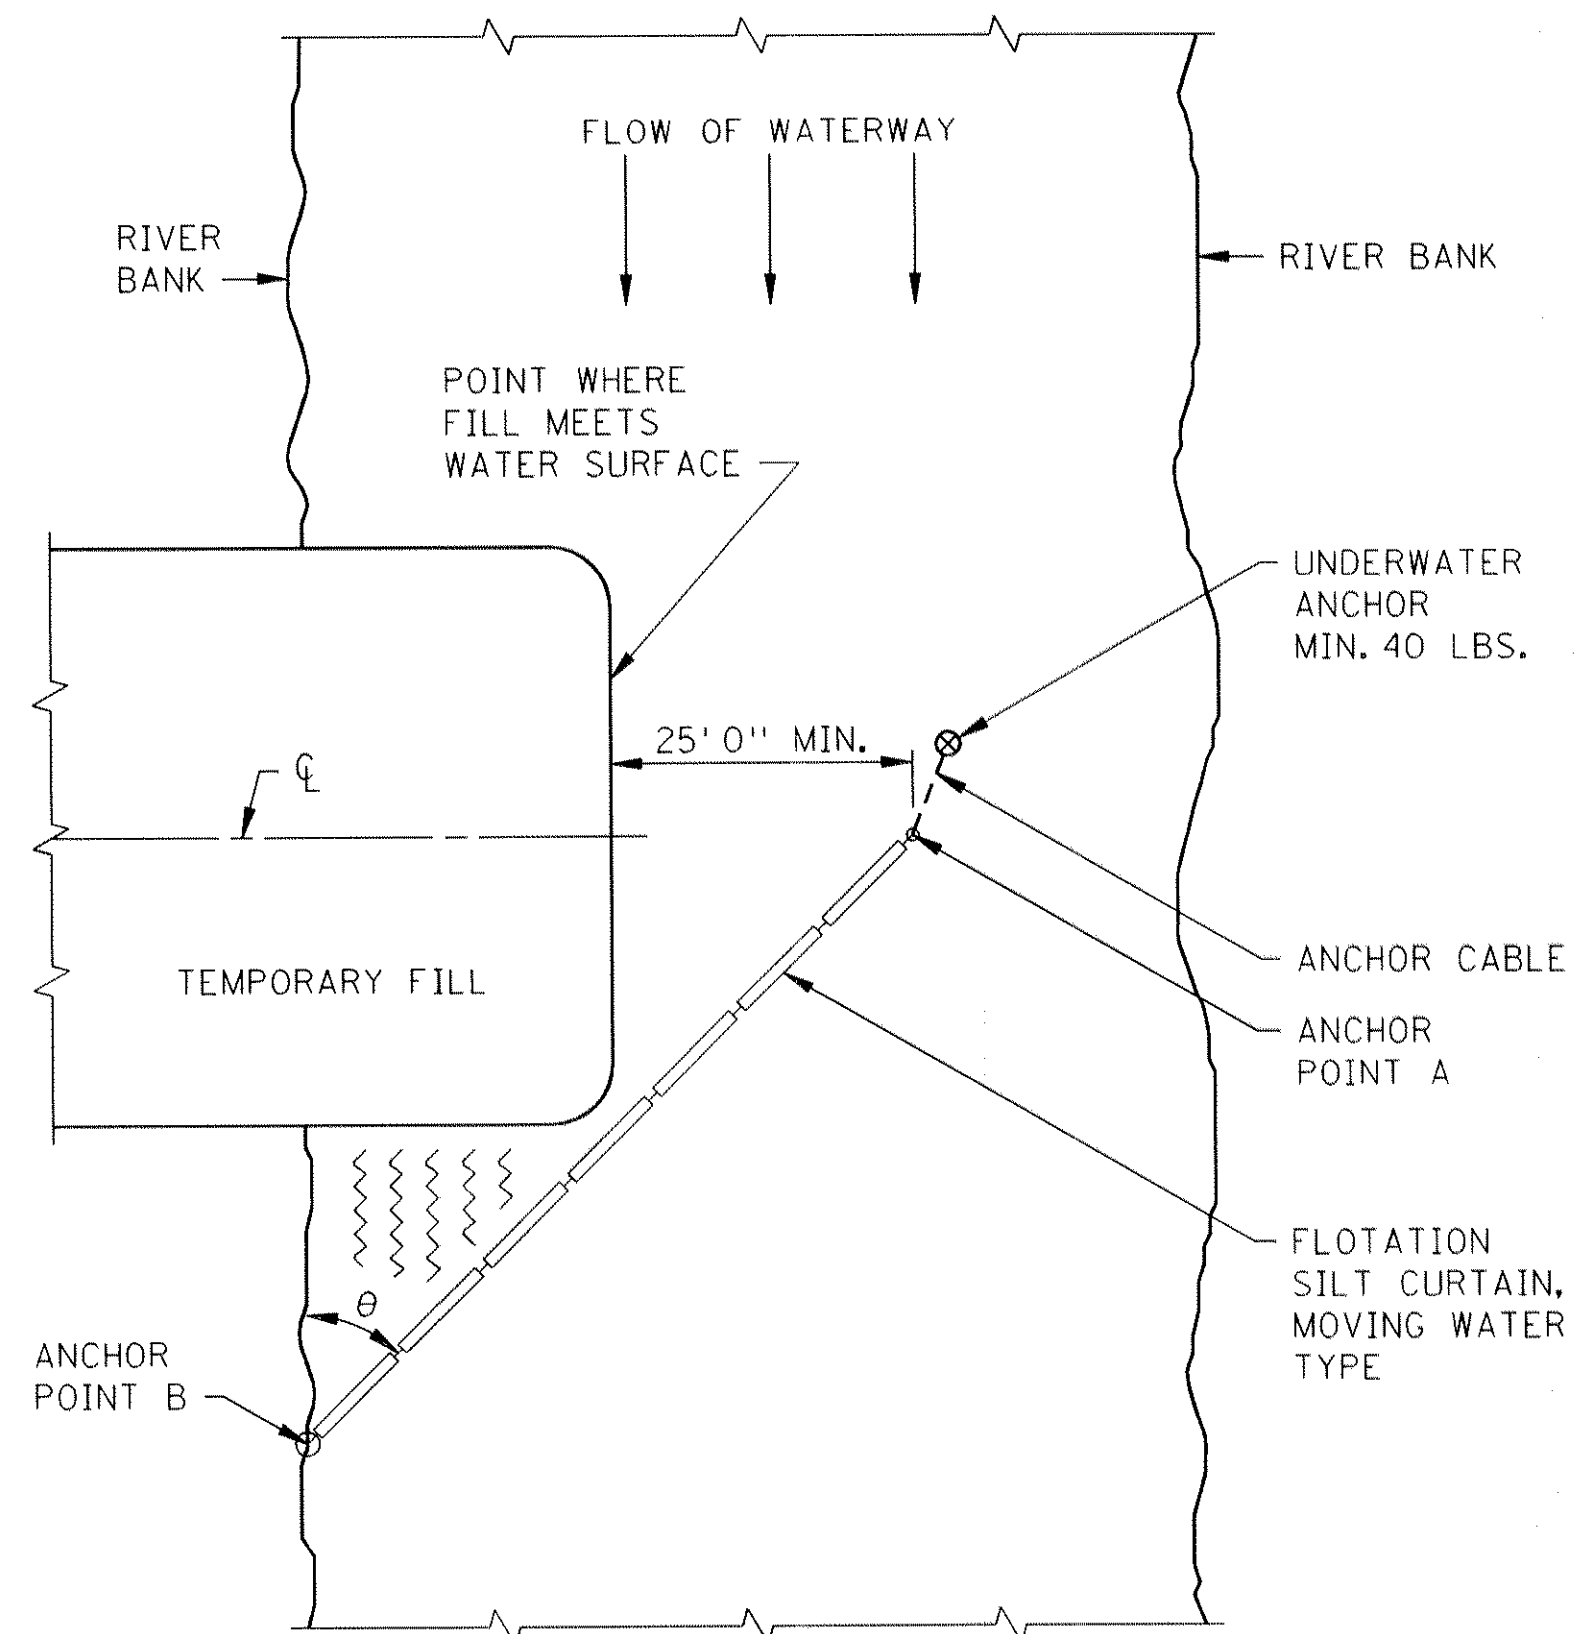 FLOW OF WATERWAY
RIVER
BANK
RIVER BANK
POINT WHERE
FILL MEETS
WATER SURFACE
UNDERWATER
ANCHOR
MIN. 40 LBS.
25'0" MIN.
℄
TEMPORARY FILL
ANCHOR CABLE
ANCHOR
POINT A
FLOTATION
SILT CURTAIN,
MOVING WATER
TYPE
θ
ANCHOR
POINT B